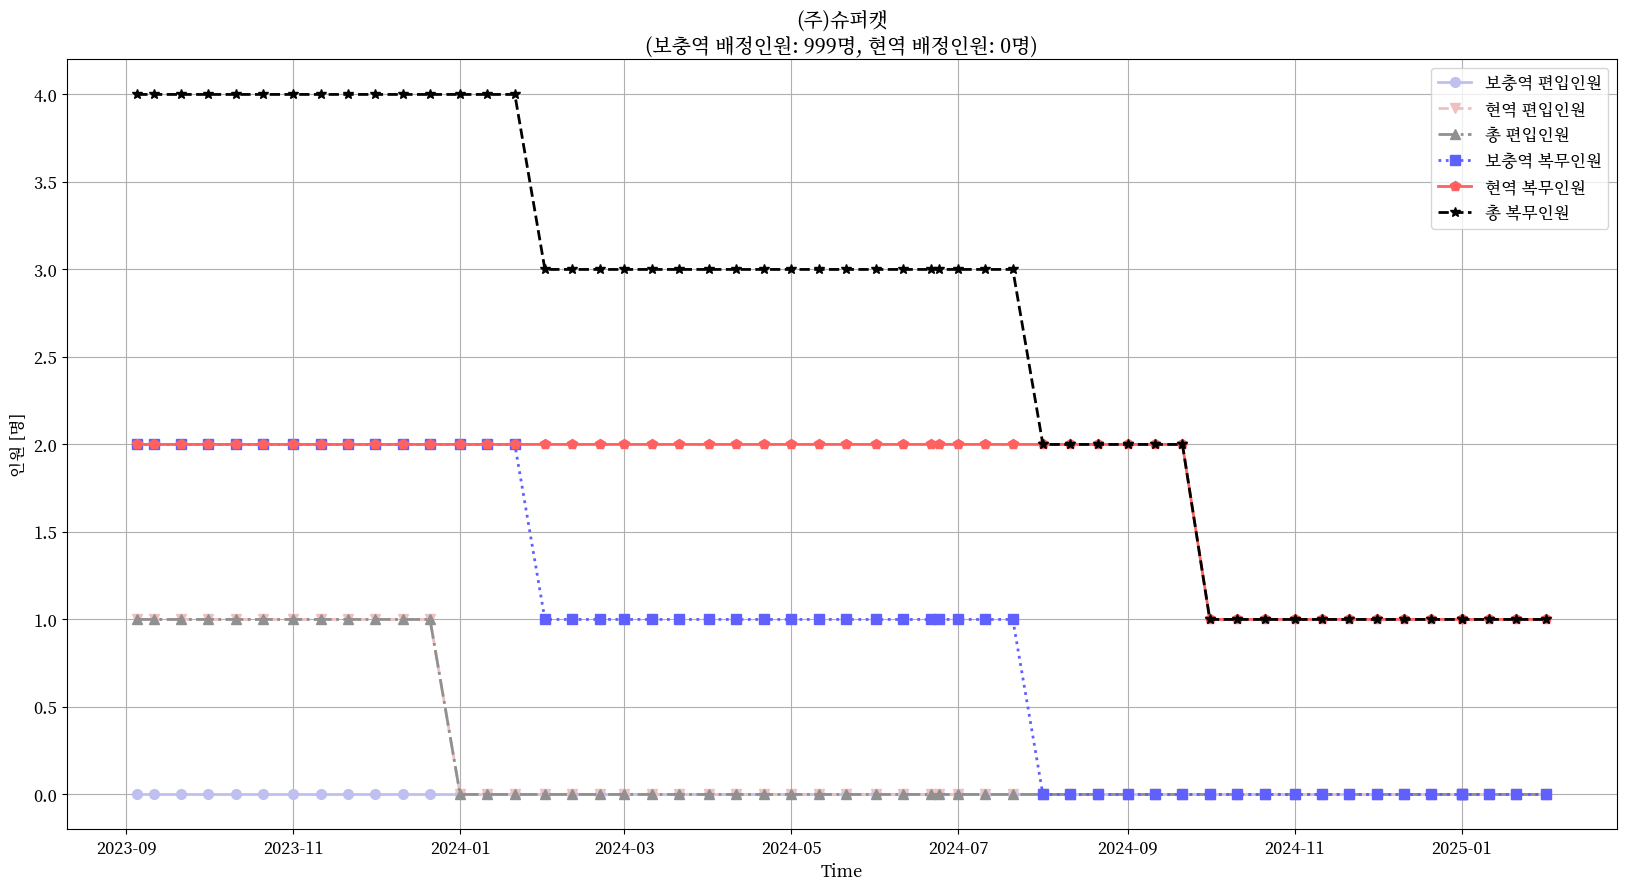 (주)슈퍼캣
(보충역 배정인원: 999명, 현역 배정인원: 0명)
보충역 편입인원
현역 편입인원
총 편입인원
보충역 복무인원
현역 복무인원
총 복무인원
인원 [명]
4.0
3.5
3.0
2.5
2.0
1.5
1.0
0.5
0.0
2023-09 2023-11 2024-01 2024-03 2024-05 2024-07 2024-09 2024-11 2025-01
Time